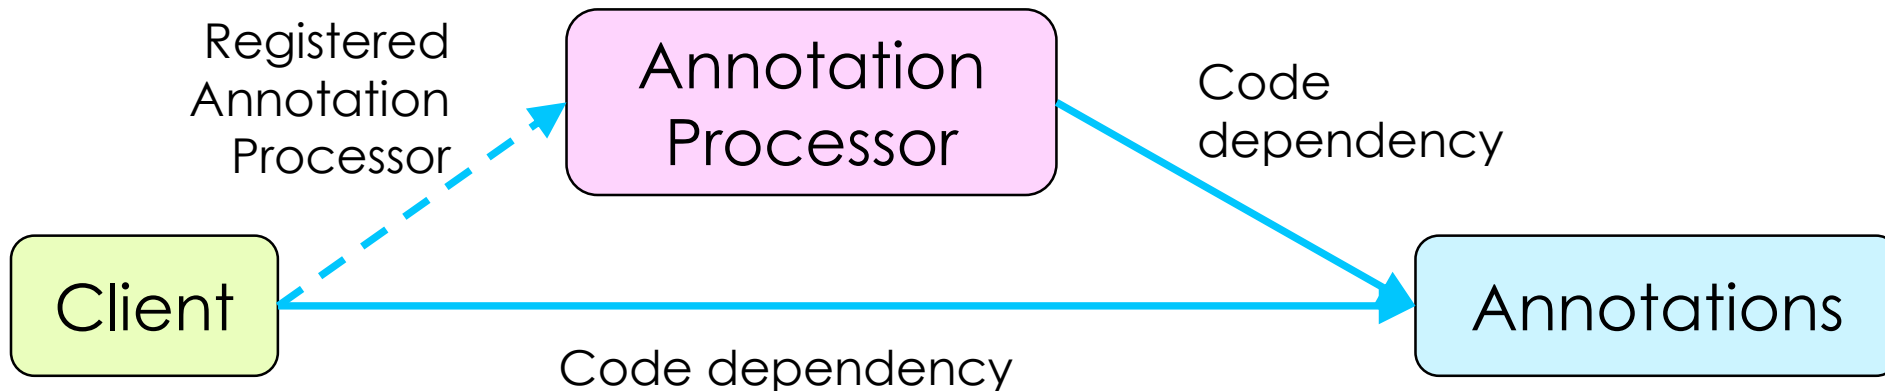 Registered
Annotation
Processor
Annotation
Processor
Code
dependency
Client
Annotations
Code dependency